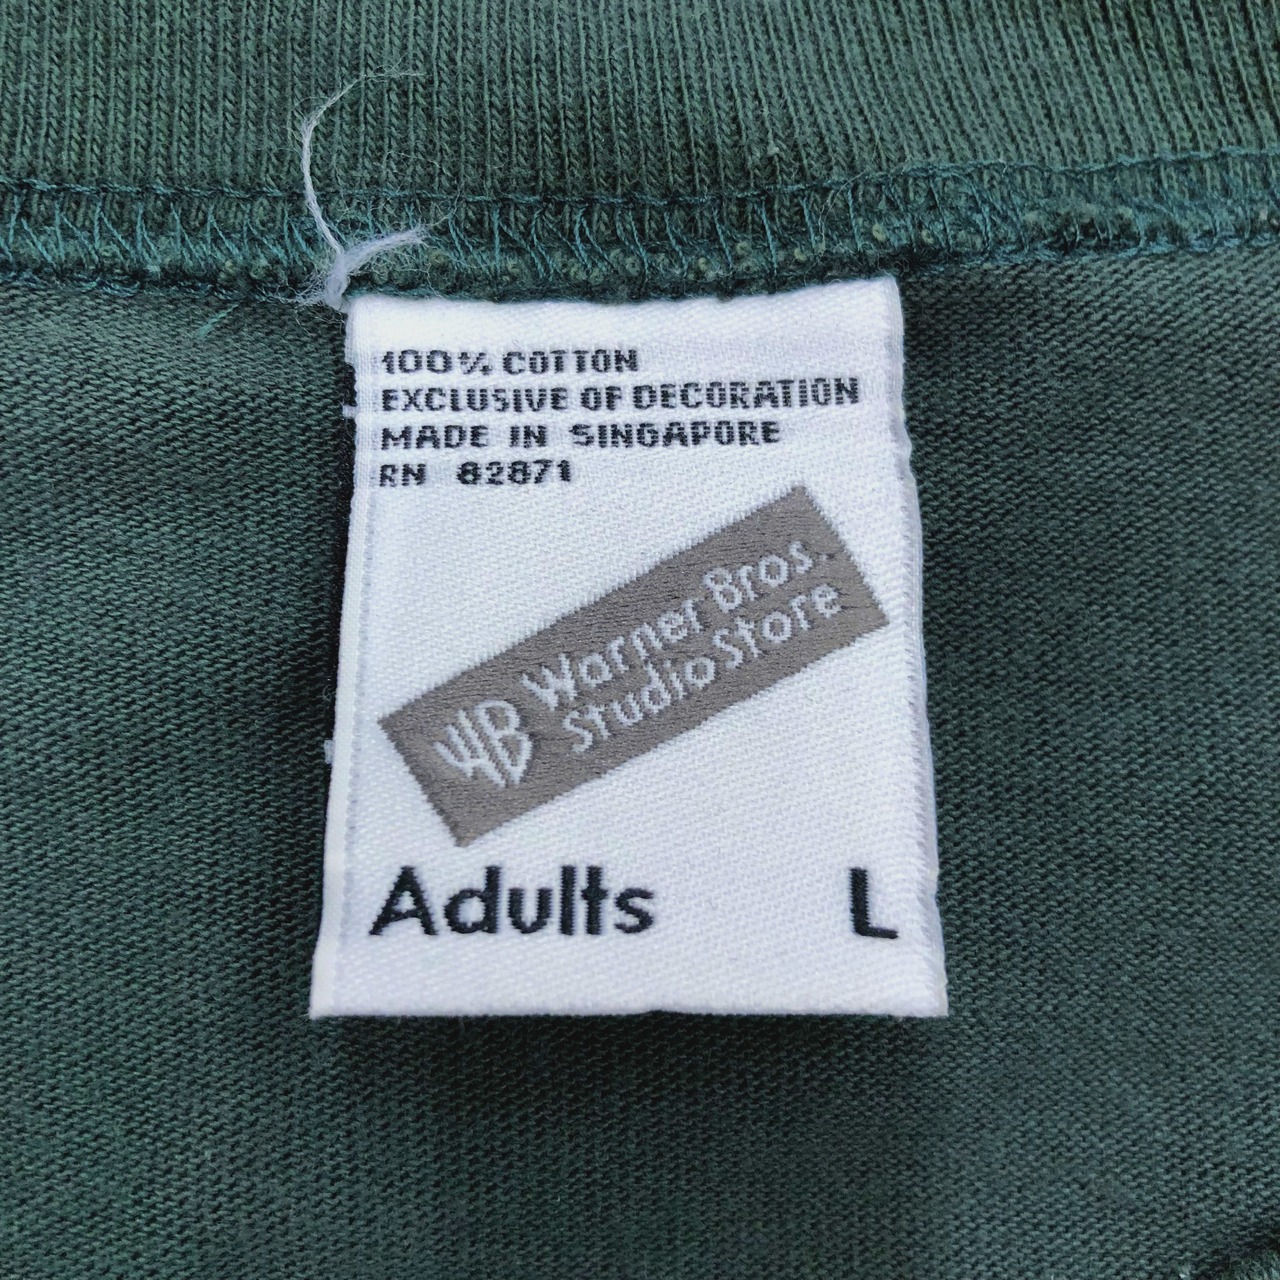 100% COTTON
EXCLUSIVE OF DECORATION
MADE IN SINGAPORE
RN 82871
WB Warner Bros.
Studio Store
Adults L